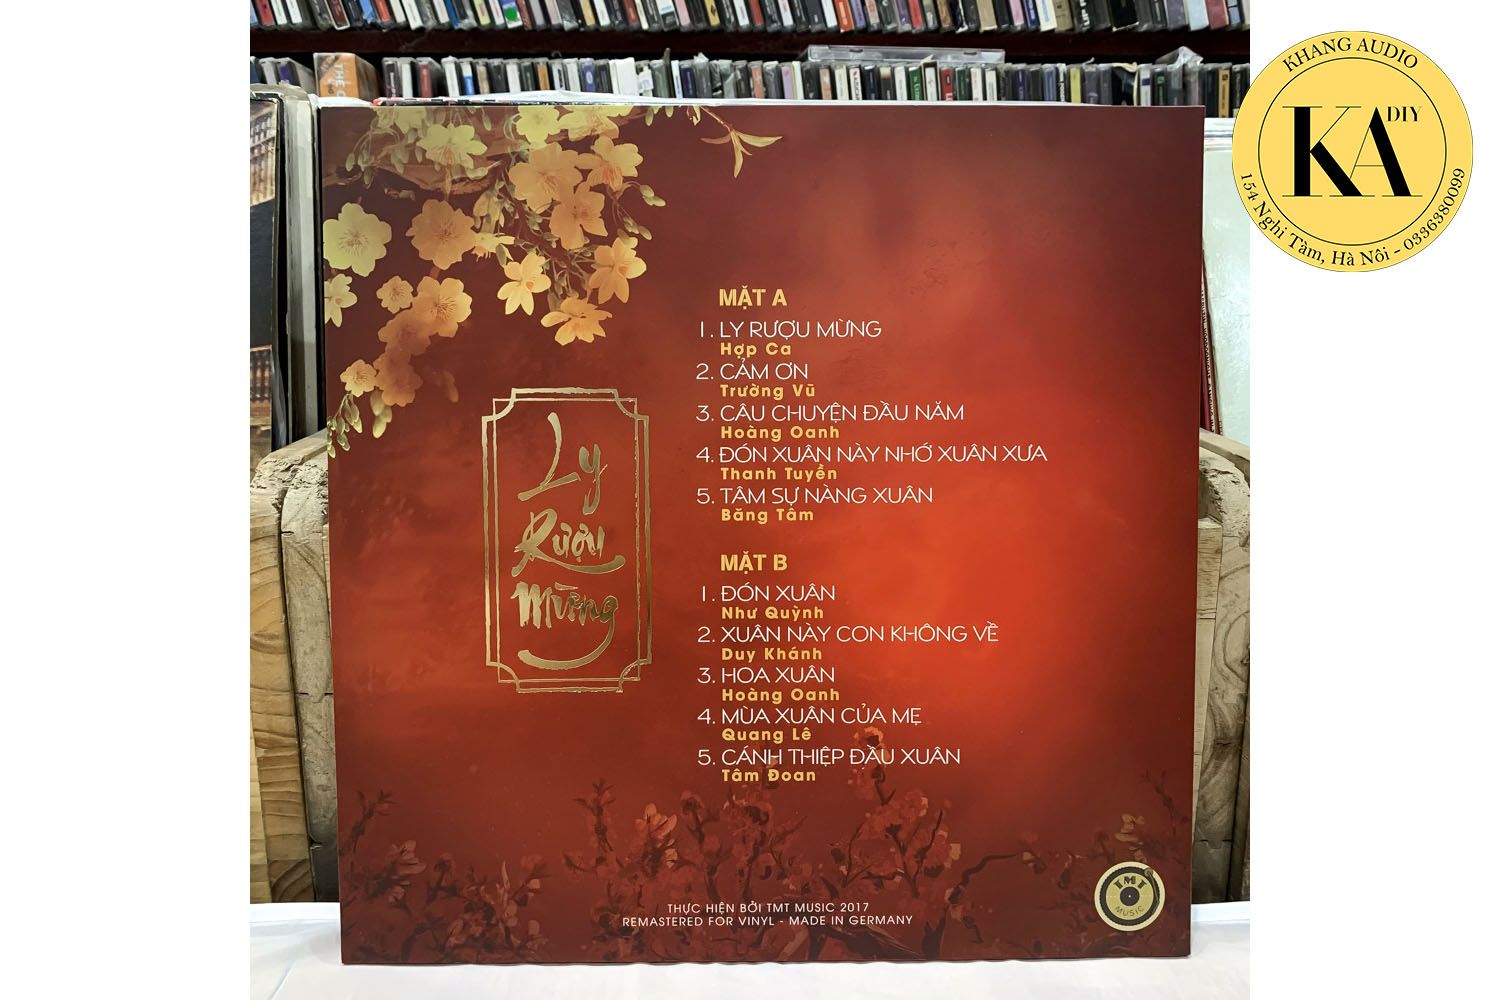 KHANG AUDIO
KA DIY
154 Nghi Tàm, Hà Nôi - 0336380099
MẶT A
1. LY RƯỢU MỪNG
Hợp Ca
2. CẢM ƠN
Trường Vũ
3. CÂU CHUYỆN ĐẦU NĂM
Hoàng Oanh
4. ĐÓN XUÂN NÀY NHỚ XUÂN XƯA
Thanh Tuyền
5. TÂM SỰ NÀNG XUÂN
Băng Tâm
Ly
Rượu
Mừng
MẶT B
1. ĐÓN XUÂN
Như Quỳnh
2. XUÂN NÀY CON KHÔNG VỀ
Duy Khánh
3. HOA XUÂN
Hoàng Oanh
4. MÙA XUÂN CỦA MẸ
Quang Lê
5. CÁNH THIỆP ĐẦU XUÂN
Tâm Đoan
THỰC HIỆN BỞI TMT MUSIC 2017
REMASTERED FOR VINYL - MADE IN GERMANY
TMT
MUSIC